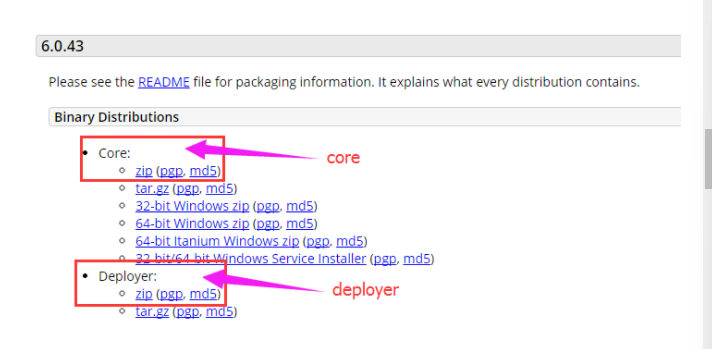 6.0.43
Please see the README file for packaging information. It explains what every distribution contains.
Binary Distributions
Core:
core
zip (pgp, md5)
tar.gz (pgp, md5)
32-bit Windows zip (pgp, md5)
64-bit Windows zip (pgp, md5)
64-bit Itanium Windows zip (pgp, md5)
32-bit/64-bit Windows Service Installer (pgp, md5)
Deployer:
deployer
zip (pgp, md5)
tar.gz (pgp, md5)